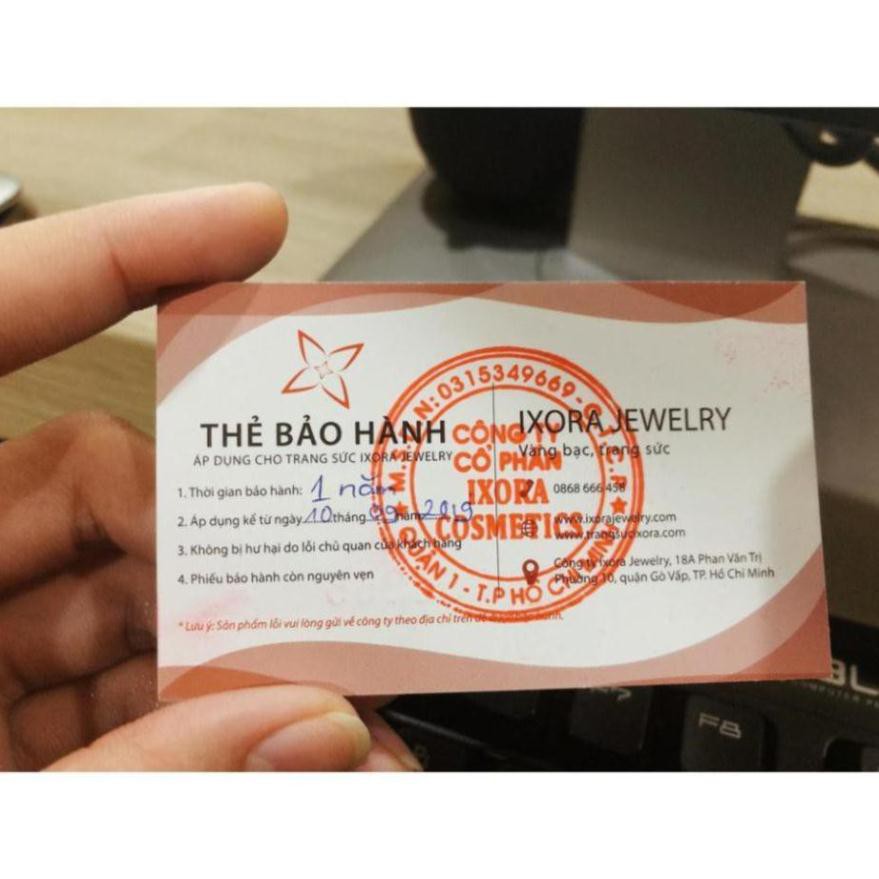 THẺ BẢO HÀNH
ÁP DỤNG CHO TRANG SỨC IXORA JEWELRY
1. Thời gian bảo hành: 1 năm
2. Áp dụng kể từ ngày 10 tháng 09 năm 2019
3. Không bị hư hại do lỗi chủ quan của khách hàng
4. Phiếu bảo hành còn nguyên vẹn
* Lưu ý: Sản phẩm lỗi vui lòng gửi về công ty theo địa chỉ trên
IXORA JEWELRY
Vàng bạc, trang sức
0868 666 458
www.ixorajewelry.com
www.trangsucixora.com
Công ty Ixora Jewelry, 18A Phan Văn Trị
Phường 10, quận Gò Vấp, TP. Hồ Chí Minh
N: 0315349669
CÔNG TY
CỔ PHẦN
IXORA
COSMETICS
QUẬN 1 - T.P HỒ CHÍ MINH
F8